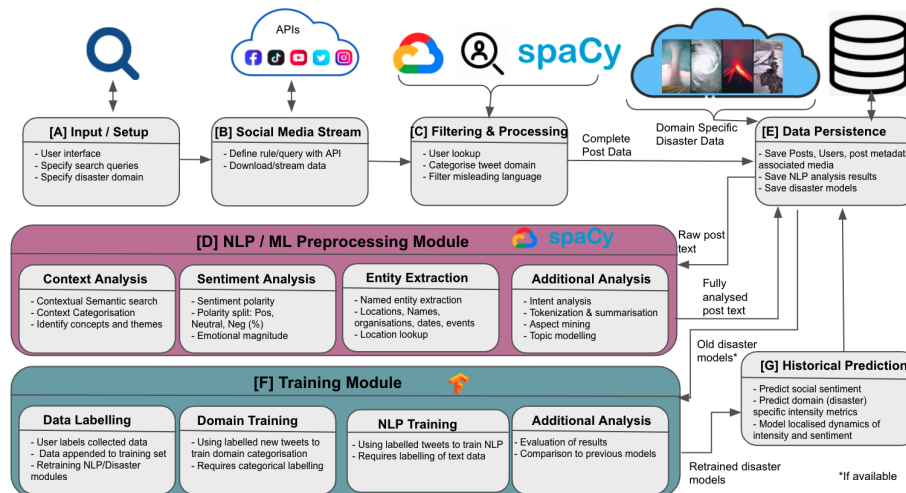 APIs
spaCy
[A] Input / Setup
- User interface
- Specify search queries
- Specify disaster domain
[B] Social Media Stream
- Define rule/query with API
- Download/stream data
[C] Filtering & Processing
- User lookup
- Categorise tweet domain
- Filter misleading language
Complete
Post Data
Domain Specific
Disaster Data
[E] Data Persistence
- Save Posts, Users, post metadata
associated media
- Save NLP analysis results
- Save disaster models
[D] NLP / ML Preprocessing Module
spaCy
Raw post
text
Context Analysis
- Contextual Semantic search
- Context Categorisation
- Identify concepts and themes
Sentiment Analysis
- Sentiment polarity
- Polarity split: Pos,
Neutral, Neg (%)
- Emotional magnitude
Entity Extraction
- Named entity extraction
- Locations, Names,
organisations, dates, events
- Location lookup
Additional Analysis
- Intent analysis
- Tokenization & summarisation
- Aspect mining
- Topic modelling
Fully
analysed
post text
Old disaster
models*
[F] Training Module
Data Labelling
- User labels collected data
- Data appended to training set
- Retraining NLP/Disaster
modules
Domain Training
- Using labelled new tweets to
train domain categorisation
- Requires categorical labelling
NLP Training
- Using labelled tweets to train NLP
- Requires labelling of text data
Additional Analysis
- Evaluation of results
- Comparison to previous models
[G] Historical Prediction
- Predict social sentiment
- Predict domain (disaster)
specific intensity metrics
- Model localised dynamics of
intensity and sentiment
Retrained disaster
models
*If available